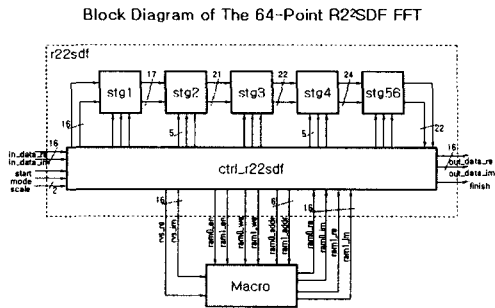 Block Diagram of The 64-Point R2²SDF FFT
r22sdf
17 21 22 24
stg1 stg2 stg3 stg4 stg56
16 5 5 22
16 16
in_data_re out_data_re
in_data_im
start ctrl_r22sdf out_data_im
mode
scale 2 finish
16 6 16
ram0_en ram1_en ram0_we ram1_we ram0_addr ram1_addr ram0_re ram0_im ram1_re ram1_im
Macro